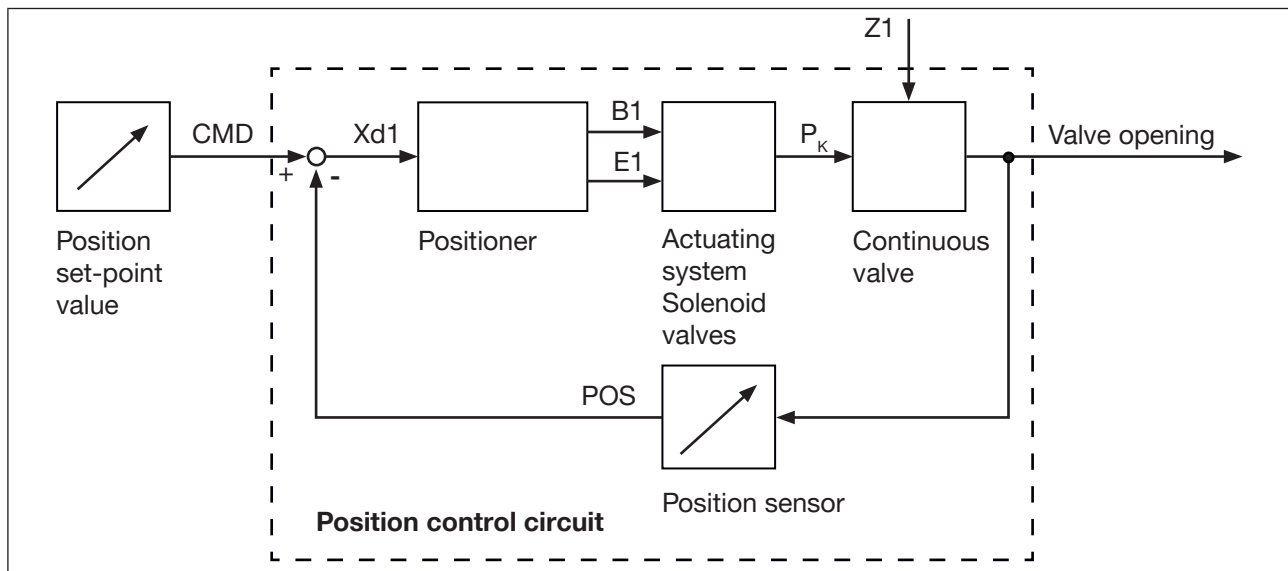 Z1
CMD
Xd1
B1
E1
P_K
Valve opening
+
-
Position
set-point
value
Positioner
Actuating
system
Solenoid
valves
Continuous
valve
POS
Position sensor
Position control circuit